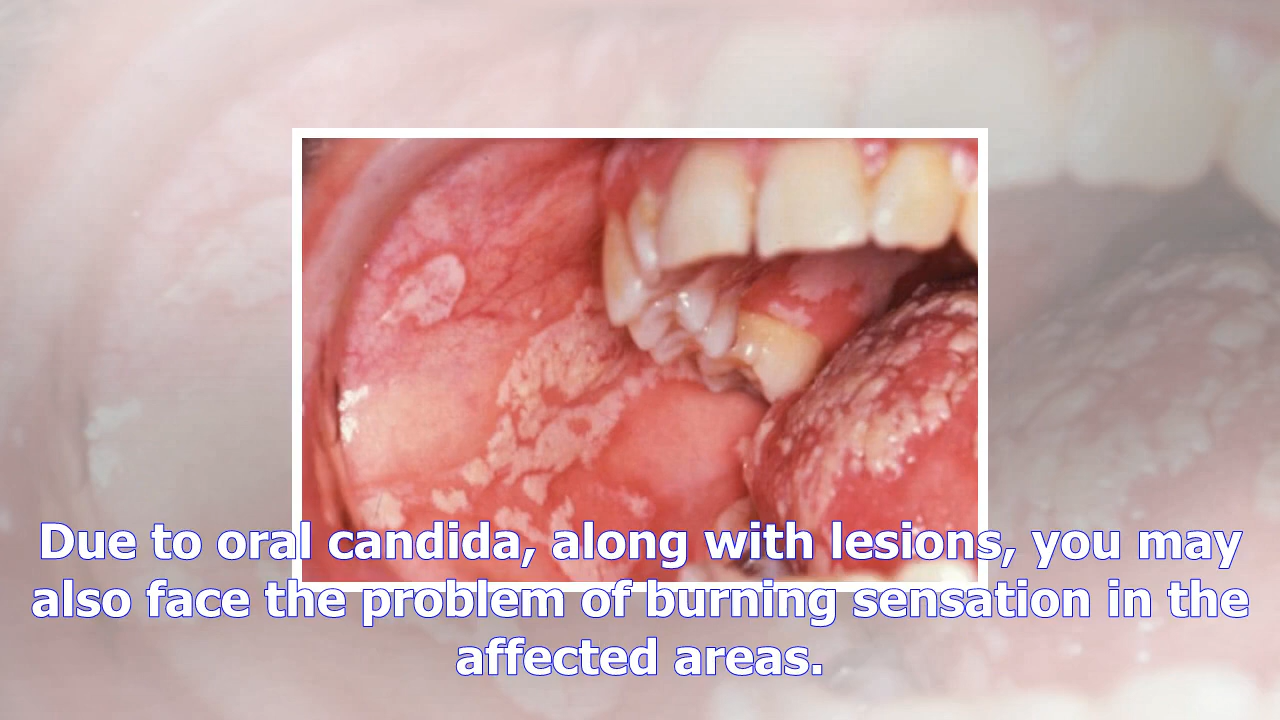 Due to oral candida, along with lesions, you may
also face the problem of burning sensation in the
affected areas.